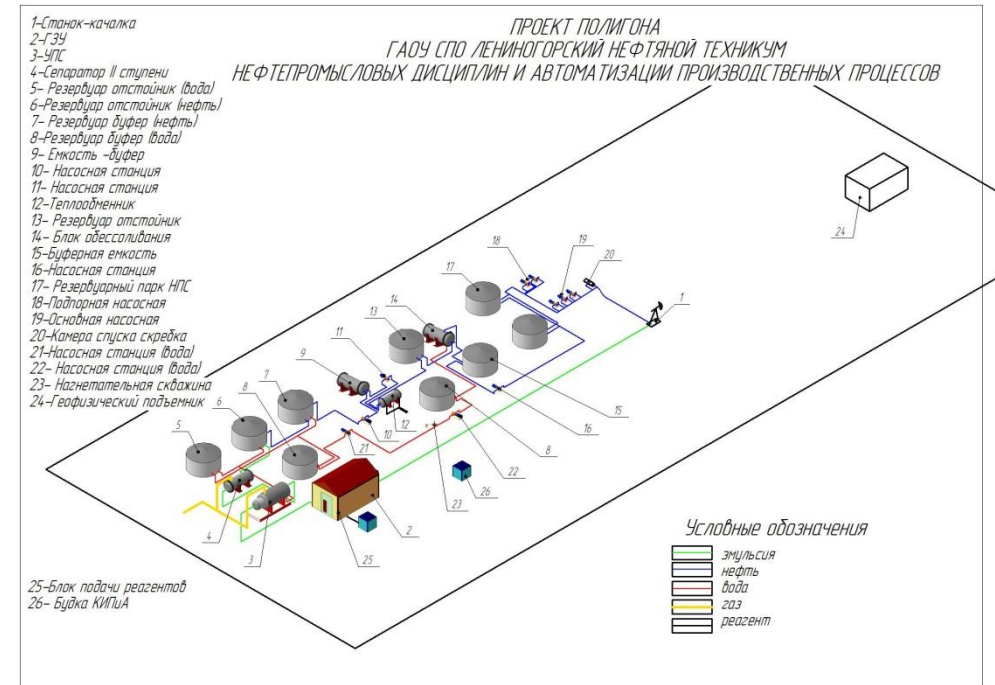 ПРОЕКТ ПОЛИГОНА
ГАОУ СПО ЛЕНИНОГОРСКИЙ НЕФТЯНОЙ ТЕХНИКУМ
НЕФТЕПРОМЫСЛОВЫХ ДИСЦИПЛИН И АВТОМАТИЗАЦИИ ПРОИЗВОДСТВЕННЫХ ПРОЦЕССОВ
1-Станок-качалка
2-ГЗУ
3-УПС
4-Сепаратор II ступени
5- Резервуар отстойник (вода)
6-Резервуар отстойник (нефть)
7- Резервуар буфер (нефть)
8-Резервуар буфер (вода)
9- Емкость -буфер
10- Насосная станция
11- Насосная станция
12-Теплообменник
13- Резервуар отстойник
14- Блок обессоливания
15-Буферная емкость
16-Насосная станция
17- Резервуарный парк НПС
18-Подпорная насосная
19-Основная насосная
20-Камера спуска скребка
21-Насосная станция (вода)
22- Насосная станция (вода)
23- Нагнетательная скважина
24-Геофизический подъемник
25-Блок подачи реагентов
26- Будка КИПиА
24
18
19
20
17
1
14
13
11
9
7
8
6
5
12
10
15
16
21
8
22
23
26
4
3
25
2
Условные обозначения
эмульсия
нефть
вода
газ
реагент